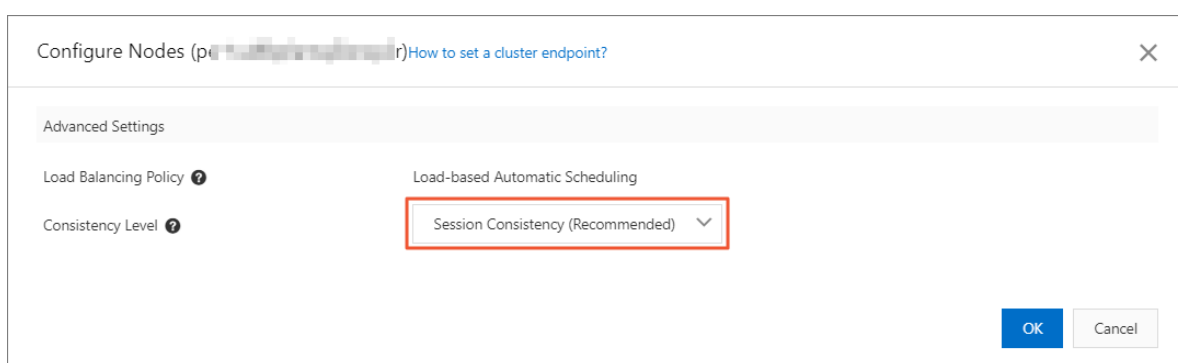 Configure Nodes (pe r)How to set a cluster endpoint?
Advanced Settings
Load Balancing Policy Load-based Automatic Scheduling
Consistency Level Session Consistency (Recommended)
OK Cancel